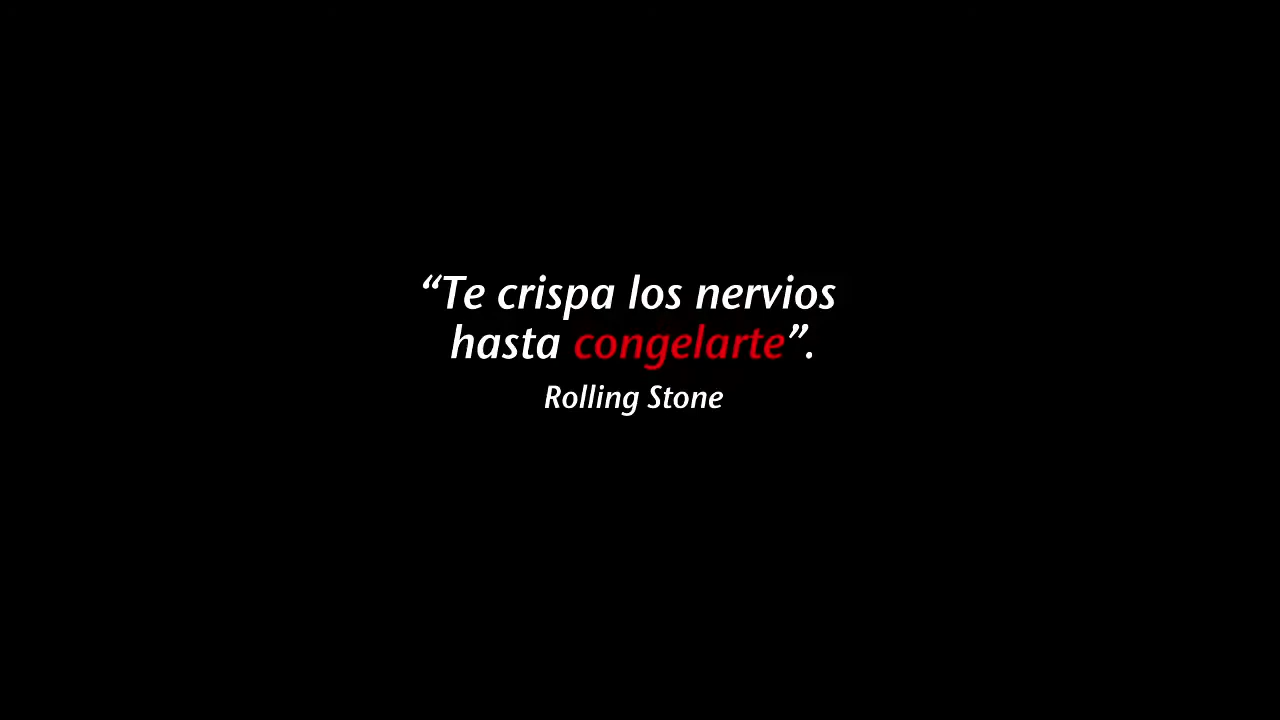 “Te crispa los nervios
hasta congelarte”.
Rolling Stone